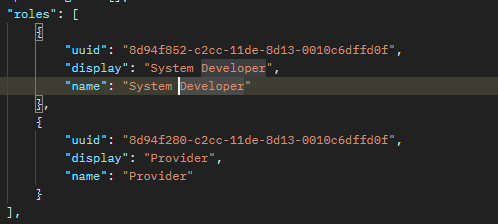 "roles": [
{
"uuid": "8d94f852-c2cc-11de-8d13-0010c6dffd0f",
"display": "System Developer",
"name": "System Developer"
},
{
"uuid": "8d94f280-c2cc-11de-8d13-0010c6dffd0f",
"display": "Provider",
"name": "Provider"
}
],